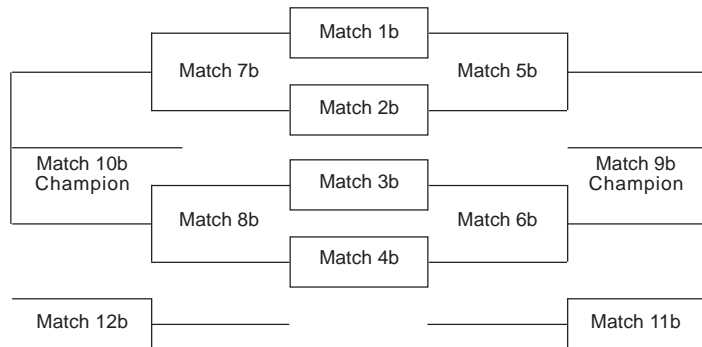 Match 1b
Match 7b
Match 5b
Match 2b
Match 10b
Champion
Match 9b
Champion
Match 3b
Match 8b
Match 6b
Match 4b
Match 12b
Match 11b